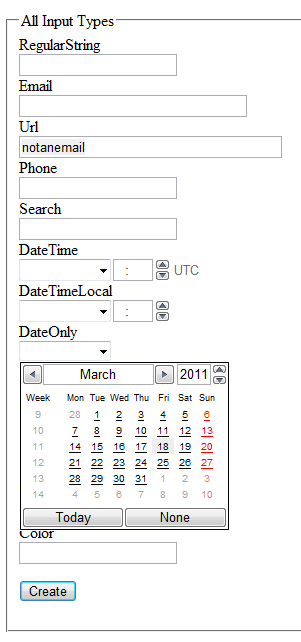 All Input Types
RegularString
Email
Url
notanemail
Phone
Search
DateTime
: UTC
DateTimeLocal
:
DateOnly
March 2011
Week Mon Tue Wed Thu Fri Sat Sun
9 28 1 2 3 4 5 6
10 7 8 9 10 11 12 13
11 14 15 16 17 18 19 20
12 21 22 23 24 25 26 27
13 28 29 30 31 1 2 3
14 4 5 6 7 8 9 10
Today None
Color
Create